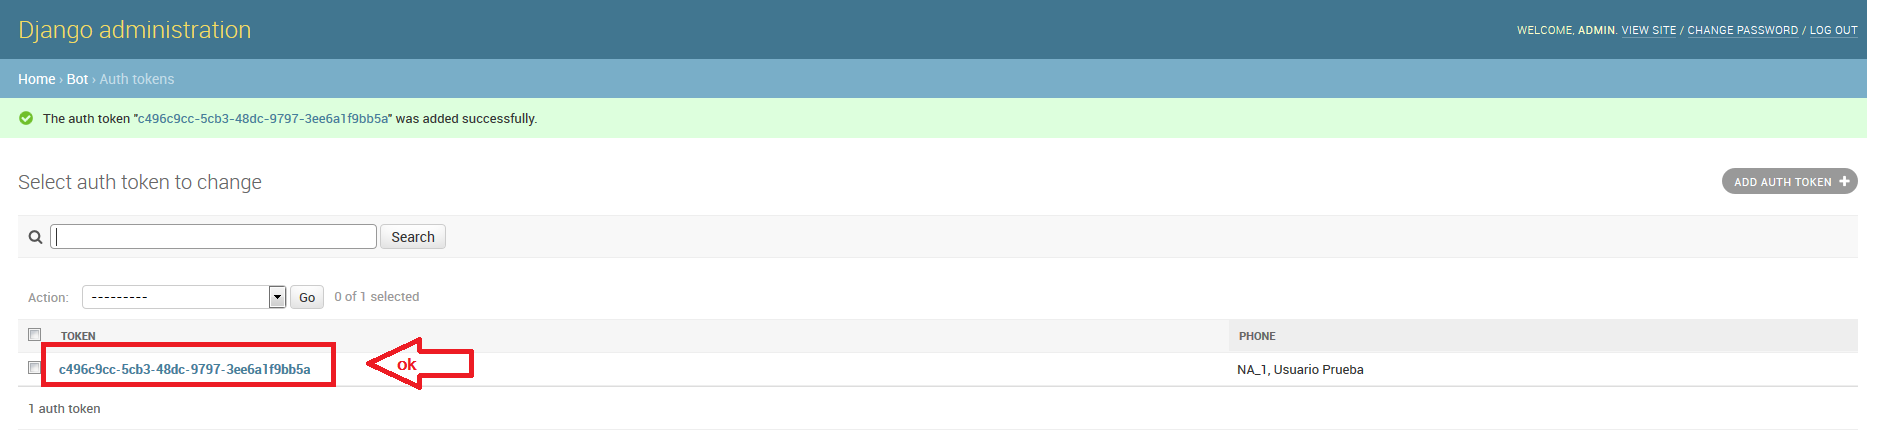 Django administration
WELCOME, ADMIN. VIEW SITE / CHANGE PASSWORD / LOG OUT
Home › Bot › Auth tokens
The auth token "c496c9cc-5cb3-48dc-9797-3ee6a1f9bb5a" was added successfully.
Select auth token to change
ADD AUTH TOKEN +
Search
Action: --------- Go 0 of 1 selected
TOKEN PHONE
c496c9cc-5cb3-48dc-9797-3ee6a1f9bb5a ok NA_1, Usuario Prueba
1 auth token